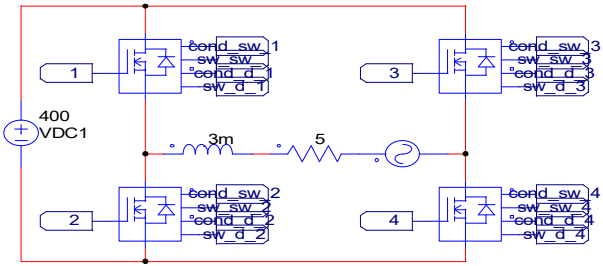 cond_sw_1
sw_sw_
cond_d_1
sw_d_1
1
cond_sw_3
sw_sw_3
cond_d_3
sw_d_3
3
400
VDC1
3m
5
cond_sw_2
sw_sw_2
cond_d_2
sw_d_2
2
cond_sw_4
sw_sw_4
cond_d_4
sw_d_4
4